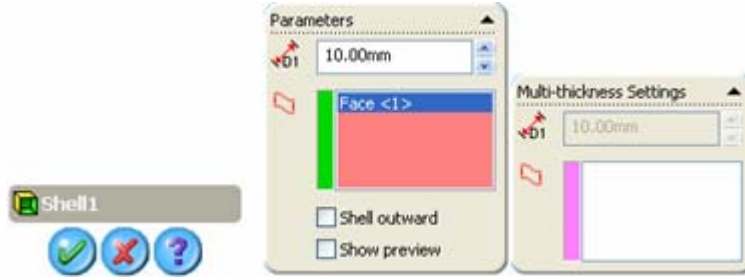 Shell1
?
Parameters
D1
10.00mm
Face <1>
Shell outward
Show preview
Multi-thickness Settings
D1
10.00mm